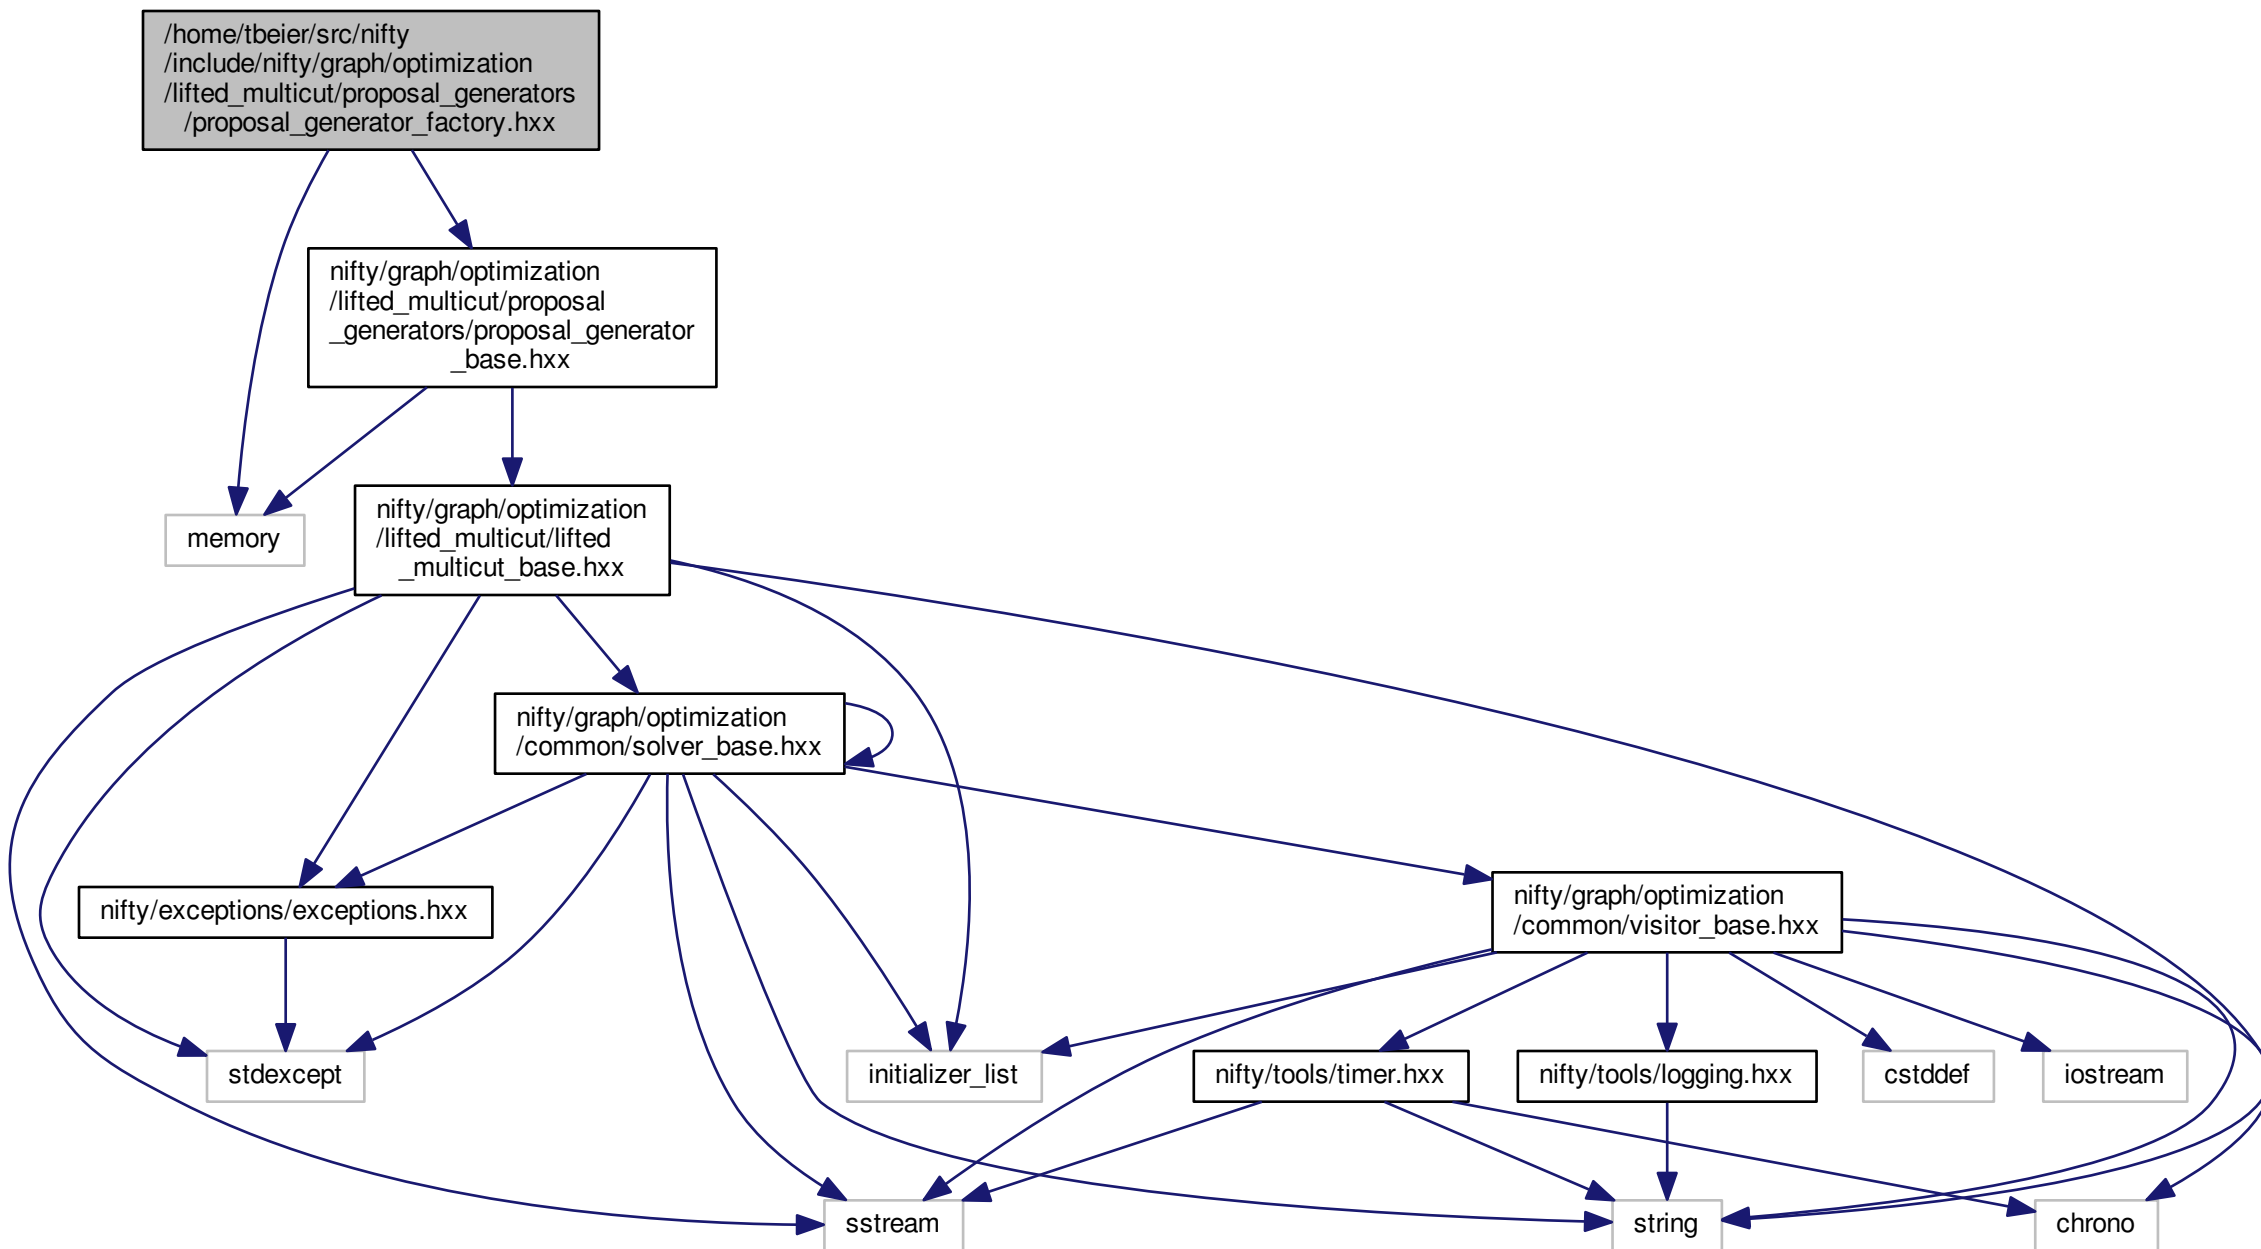 /home/tbeier/src/nifty
/include/nifty/graph/optimization
/lifted_multicut/proposal_generators
/proposal_generator_factory.hxx
nifty/graph/optimization
/lifted_multicut/proposal
_generators/proposal_generator
_base.hxx
memory
nifty/graph/optimization
/lifted_multicut/lifted
_multicut_base.hxx
nifty/graph/optimization
/common/solver_base.hxx
nifty/exceptions/exceptions.hxx
nifty/graph/optimization
/common/visitor_base.hxx
stdexcept
initializer_list
nifty/tools/timer.hxx
nifty/tools/logging.hxx
cstddef
iostream
sstream
string
chrono